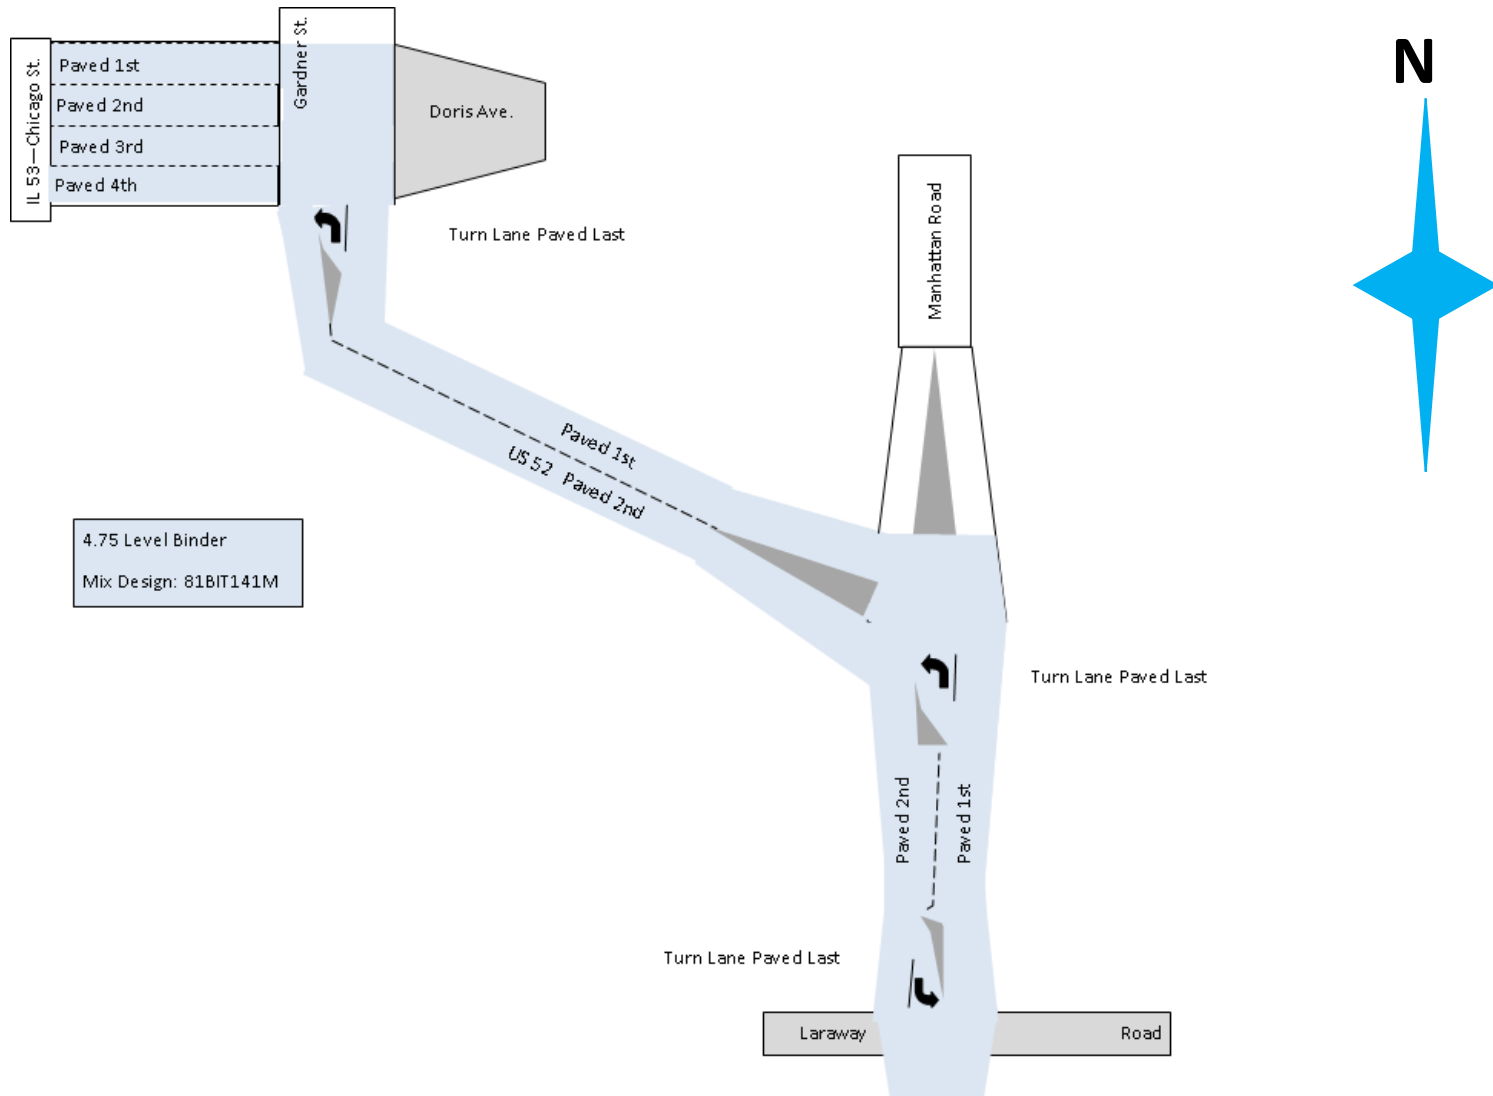 N
Gardner St.
IL 53—Chicago St.
Paved 1st
Paved 2nd
Paved 3rd
Paved 4th
Doris Ave.
Turn Lane Paved Last
Manhattan Road
Paved 1st
US 52 Paved 2nd
4.75 Level Binder
Mix Design: 81BIT141M
Turn Lane Paved Last
Paved 2nd
Paved 1st
Turn Lane Paved Last
Laraway Road